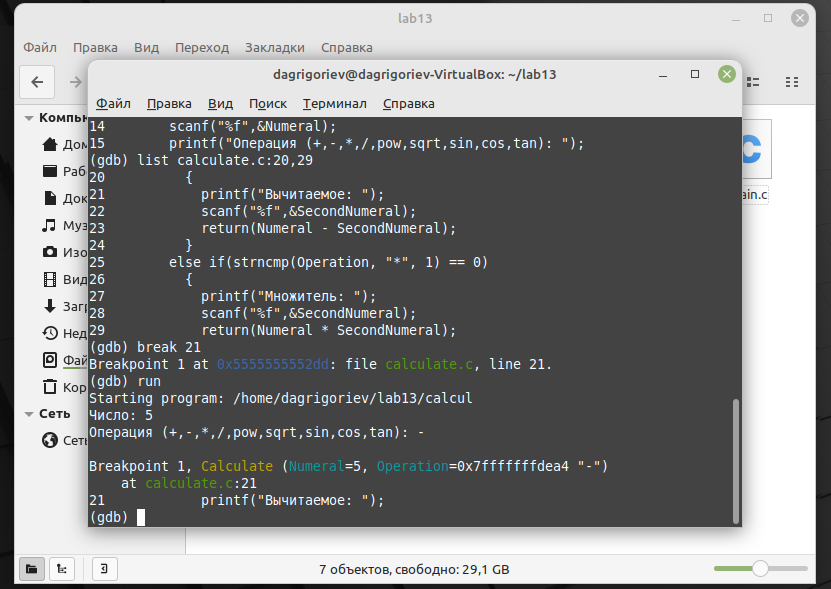 lab13
Файл Правка Вид Переход Закладки Справка
dagrigoriev@dagrigoriev-VirtualBox: ~/lab13
Файл Правка Вид Поиск Терминал Справка
Компь
Дом
Раб
Док
Муз
Изо
Вид
Загр
Нед
Фай
Кор
Сеть
Сеть
14        scanf("%f",&Numeral);
15        printf("Операция (+,-,*,/,pow,sqrt,sin,cos,tan): ");
(gdb) list calculate.c:20,29
20          {
21            printf("Вычитаемое: ");
22            scanf("%f",&SecondNumeral);
23            return(Numeral - SecondNumeral);
24          }
25        else if(strncmp(Operation, "*", 1) == 0)
26          {
27            printf("Множитель: ");
28            scanf("%f",&SecondNumeral);
29            return(Numeral * SecondNumeral);
(gdb) break 21
Breakpoint 1 at 0x5555555552dd: file calculate.c, line 21.
(gdb) run
Starting program: /home/dagrigoriev/lab13/calcul
Число: 5
Операция (+,-,*,/,pow,sqrt,sin,cos,tan): -
Breakpoint 1, Calculate (Numeral=5, Operation=0x7fffffffdea4 "-")
    at calculate.c:21
21            printf("Вычитаемое: ");
(gdb)
C
ain.c
7 объектов, свободно: 29,1 GB